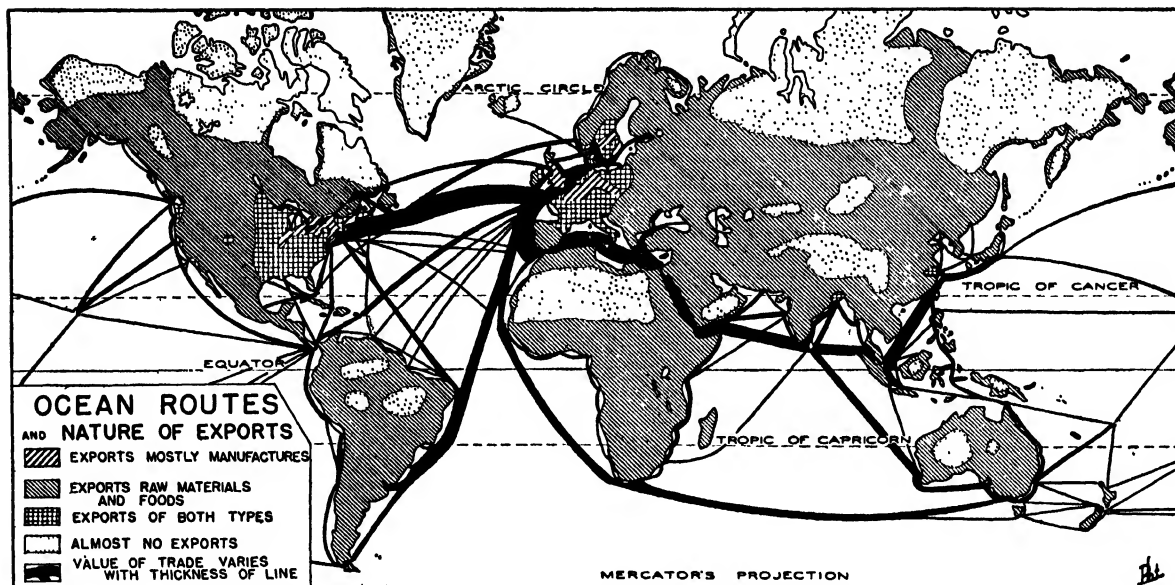 ARCTIC CIRCLE
TROPIC OF CANCER
EQUATOR
TROPIC OF CAPRICORN
OCEAN ROUTES
AND NATURE OF EXPORTS
EXPORTS MOSTLY MANUFACTURES
EXPORTS RAW MATERIALS
AND FOODS
EXPORTS OF BOTH TYPES
ALMOST NO EXPORTS
VALUE OF TRADE VARIES
WITH THICKNESS OF LINE
MERCATOR'S PROJECTION